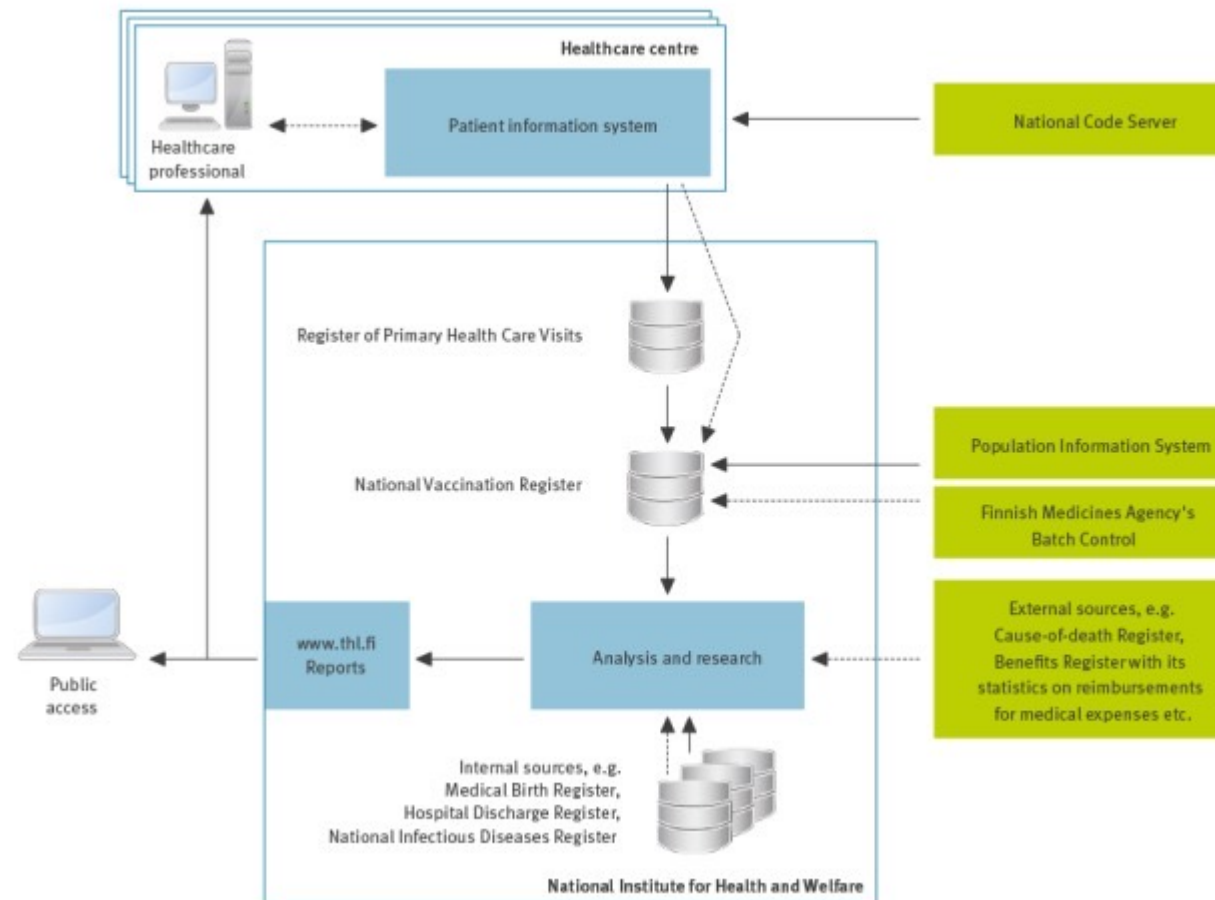 Healthcare centre
Patient information system
Healthcare
professional
National Code Server
Register of Primary Health Care Visits
National Vaccination Register
Population Information System
Finnish Medicines Agency's
Batch Control
External sources, e.g.
Cause-of-death Register,
Benefits Register with its
statistics on reimbursements
for medical expenses etc.
www.thl.fi
Reports
Analysis and research
Public
access
Internal sources, e.g.
Medical Birth Register,
Hospital Discharge Register,
National Infectious Diseases Register
National Institute for Health and Welfare